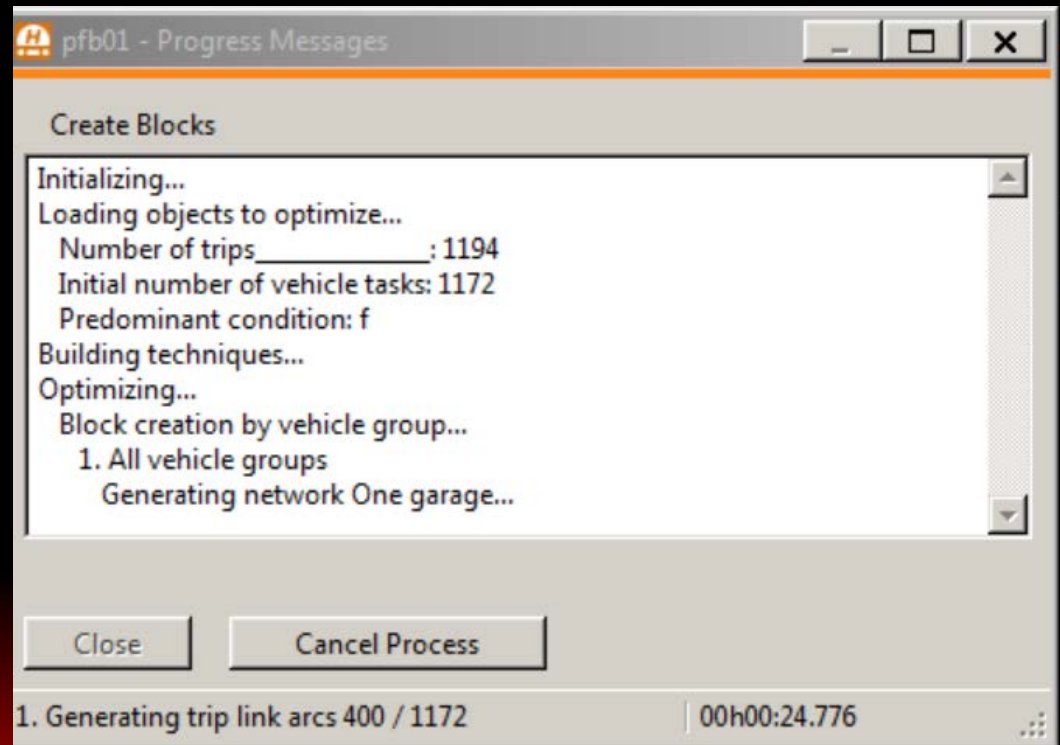 H pfb01 - Progress Messages
Create Blocks
Initializing...
Loading objects to optimize...
Number of trips____________: 1194
Initial number of vehicle tasks: 1172
Predominant condition: f
Building techniques...
Optimizing...
Block creation by vehicle group...
1. All vehicle groups
Generating network One garage...
Close Cancel Process
1. Generating trip link arcs 400 / 1172 00h00:24.776